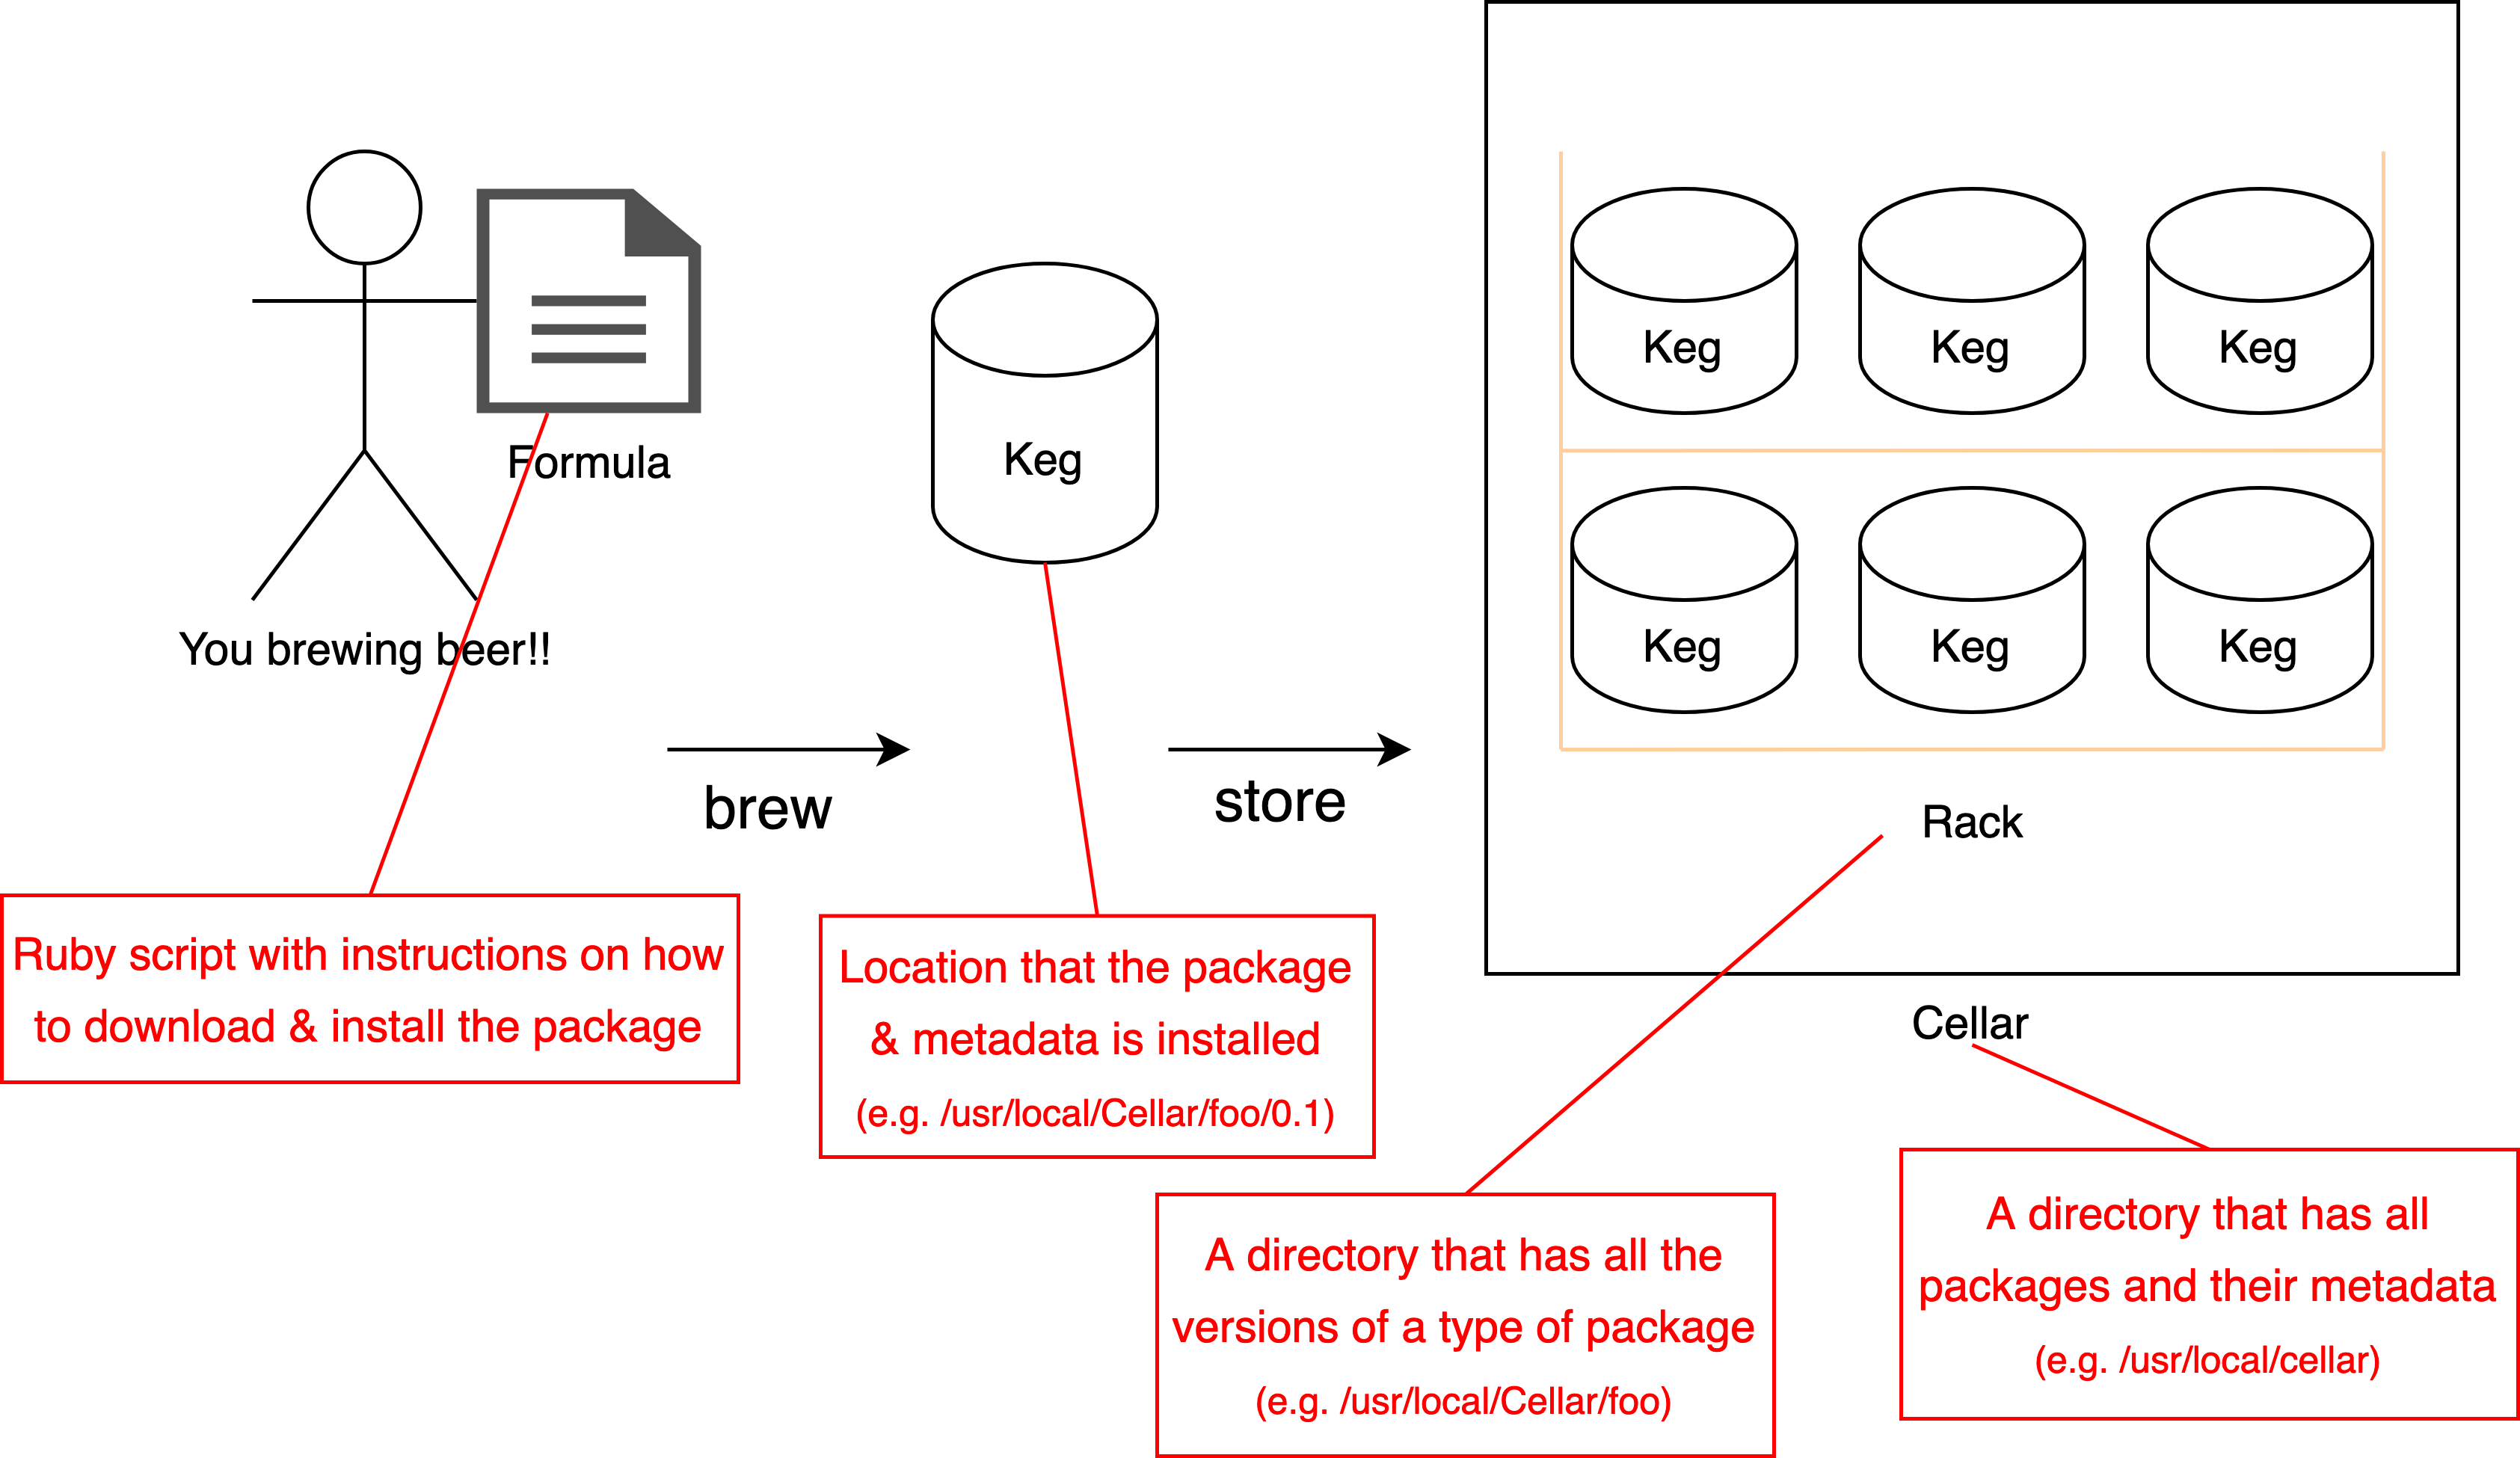 Formula
You brewing beer!!
Keg
Keg
Keg
Keg
Keg
Keg
Keg
brew
store
Rack
Cellar
Ruby script with instructions on how
to download & install the package
Location that the package
& metadata is installed
(e.g. /usr/local/Cellar/foo/0.1)
A directory that has all the
versions of a type of package
(e.g. /usr/local/Cellar/foo)
A directory that has all
packages and their metadata
(e.g. /usr/local/cellar)